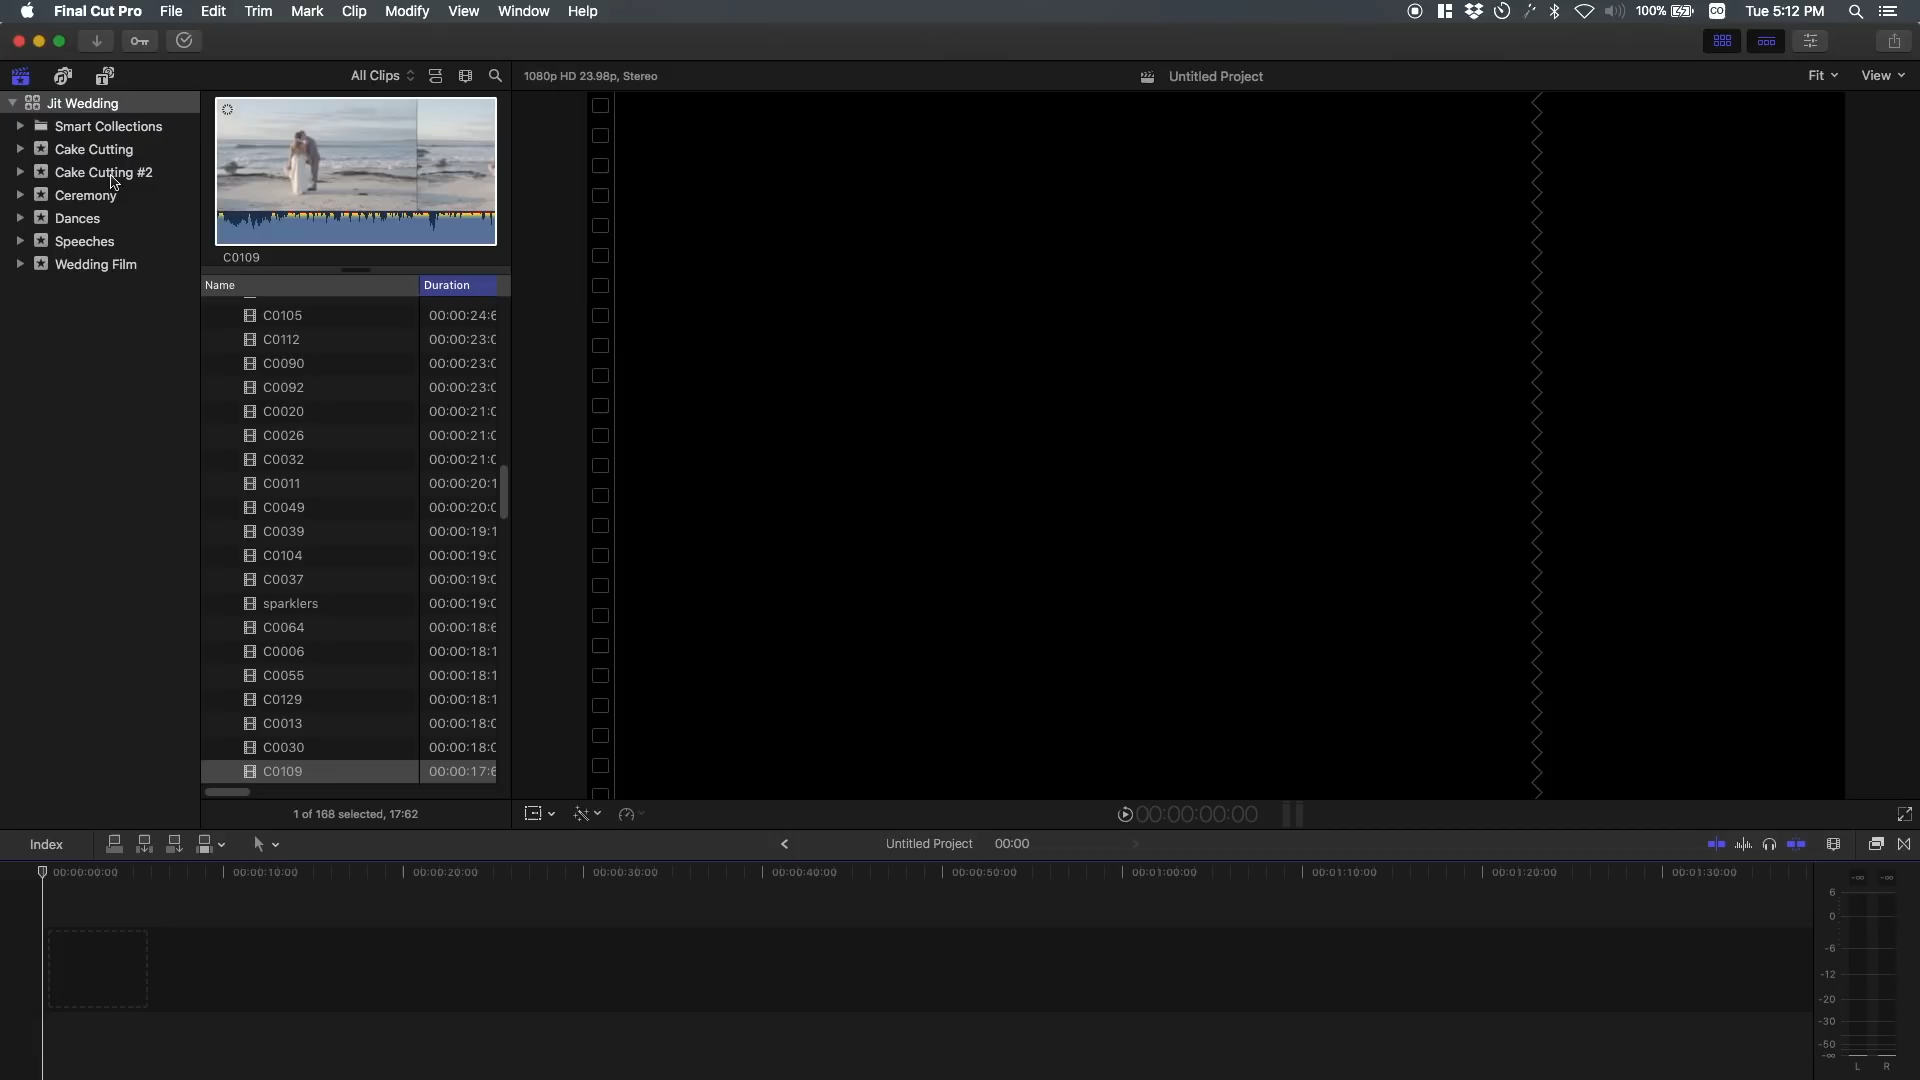 Final Cut Pro File Edit Trim Mark Clip Modify View Window Help 100% CO Tue 5:12 PM
All Clips 1080p HD 23.98p, Stereo Untitled Project Fit View
Jit Wedding
Smart Collections
Cake Cutting
Cake Cutting #2
Ceremony
Dances
Speeches
Wedding Film
C0109
Name Duration
C0105 00:00:24:6
C0112 00:00:23:0
C0090 00:00:23:0
C0092 00:00:23:0
C0020 00:00:21:0
C0026 00:00:21:0
C0032 00:00:21:0
C0011 00:00:20:1
C0049 00:00:20:0
C0039 00:00:19:1
C0104 00:00:19:0
C0037 00:00:19:0
sparklers 00:00:19:0
C0064 00:00:18:6
C0006 00:00:18:1
C0055 00:00:18:1
C0129 00:00:18:1
C0013 00:00:18:0
C0030 00:00:18:0
C0109 00:00:17:6
1 of 168 selected, 17:62 00:00:00:00
Index Untitled Project 00:00
00:00:00:00 00:00:10:00 00:00:20:00 00:00:30:00 00:00:40:00 00:00:50:00 00:01:00:00 00:01:10:00 00:01:20:00 00:01:30:00
-∞ -∞
6
0
-6
-12
-20
-30
-50
-∞
L R